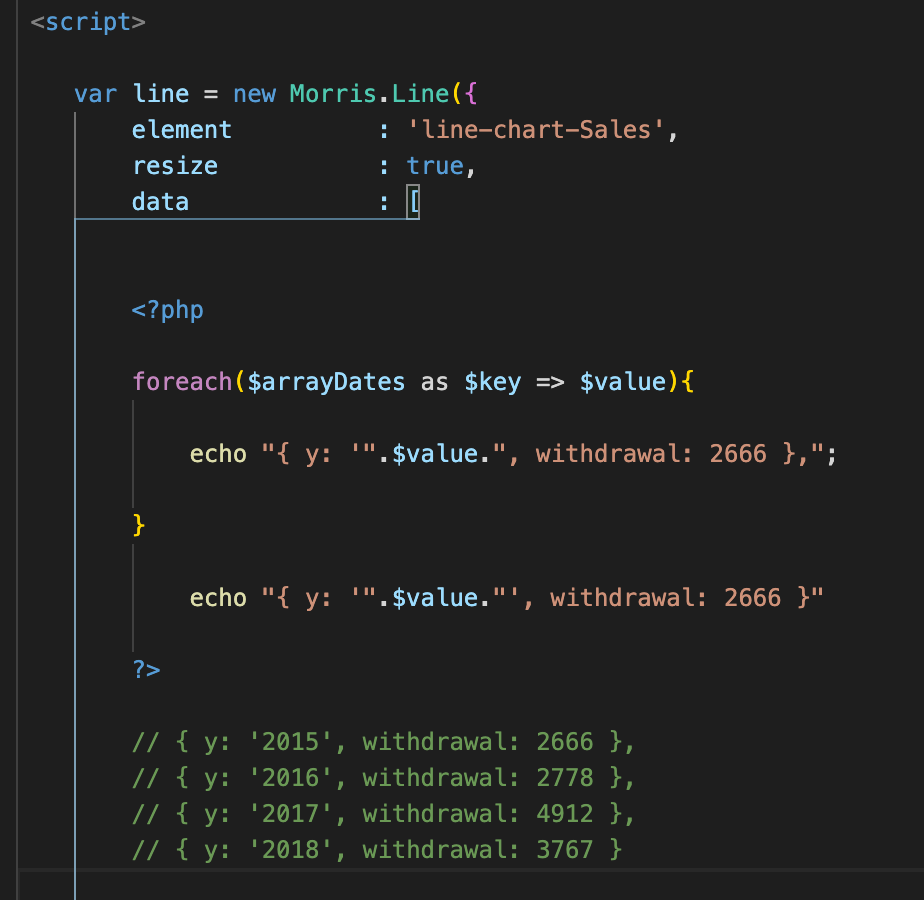 <script>
var line = new Morris.Line({
element : 'line-chart-Sales',
resize : true,
data : [
<?php
foreach($arrayDates as $key => $value){
echo "{ y: '".$value.", withdrawal: 2666 },";
}
echo "{ y: '".$value."', withdrawal: 2666 }"
?>
// { y: '2015', withdrawal: 2666 },
// { y: '2016', withdrawal: 2778 },
// { y: '2017', withdrawal: 4912 },
// { y: '2018', withdrawal: 3767 }